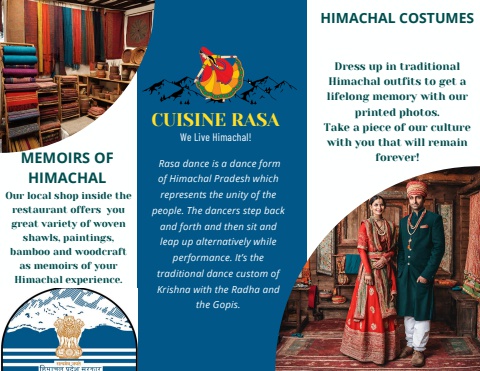 MEMOIRS OF
HIMACHAL
Our local shop inside the
restaurant offers you
great variety of woven
shawls, paintings,
bamboo and woodcraft
as memoirs of your
Himachal experience.
हिमाचल प्रदेश सरकार
CUISINE RASA
We Live Himachal!
Rasa dance is a dance form
of Himachal Pradesh which
represents the unity of the
people. The dancers step back
and forth and then sit and
leap up alternatively while
performance. It's the
traditional dance custom of
Krishna with the Radha and
the Gopis.
HIMACHAL COSTUMES
Dress up in traditional
Himachal outfits to get a
lifelong memory with our
printed photos.
Take a piece of our culture
with you that will remain
forever!